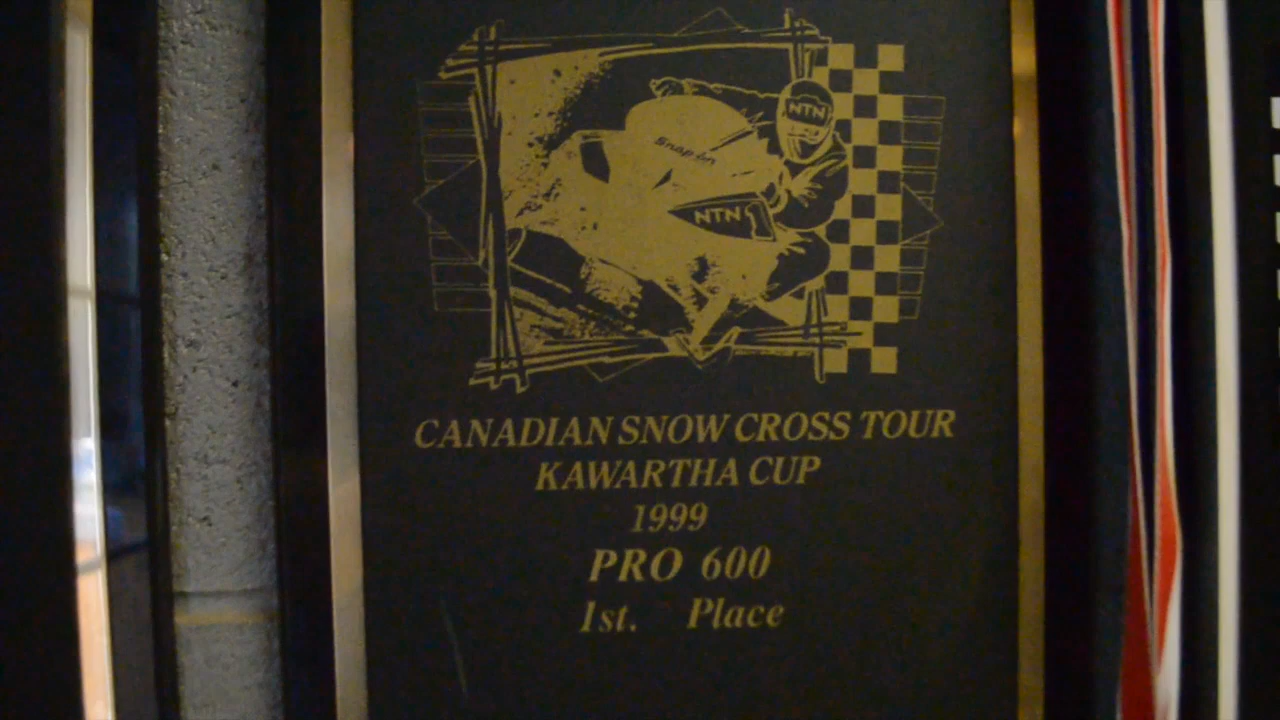 NTN
Snap-on
NTN 1
CANADIAN SNOW CROSS TOUR
KAWARTHA CUP
1999
PRO 600
1st. Place